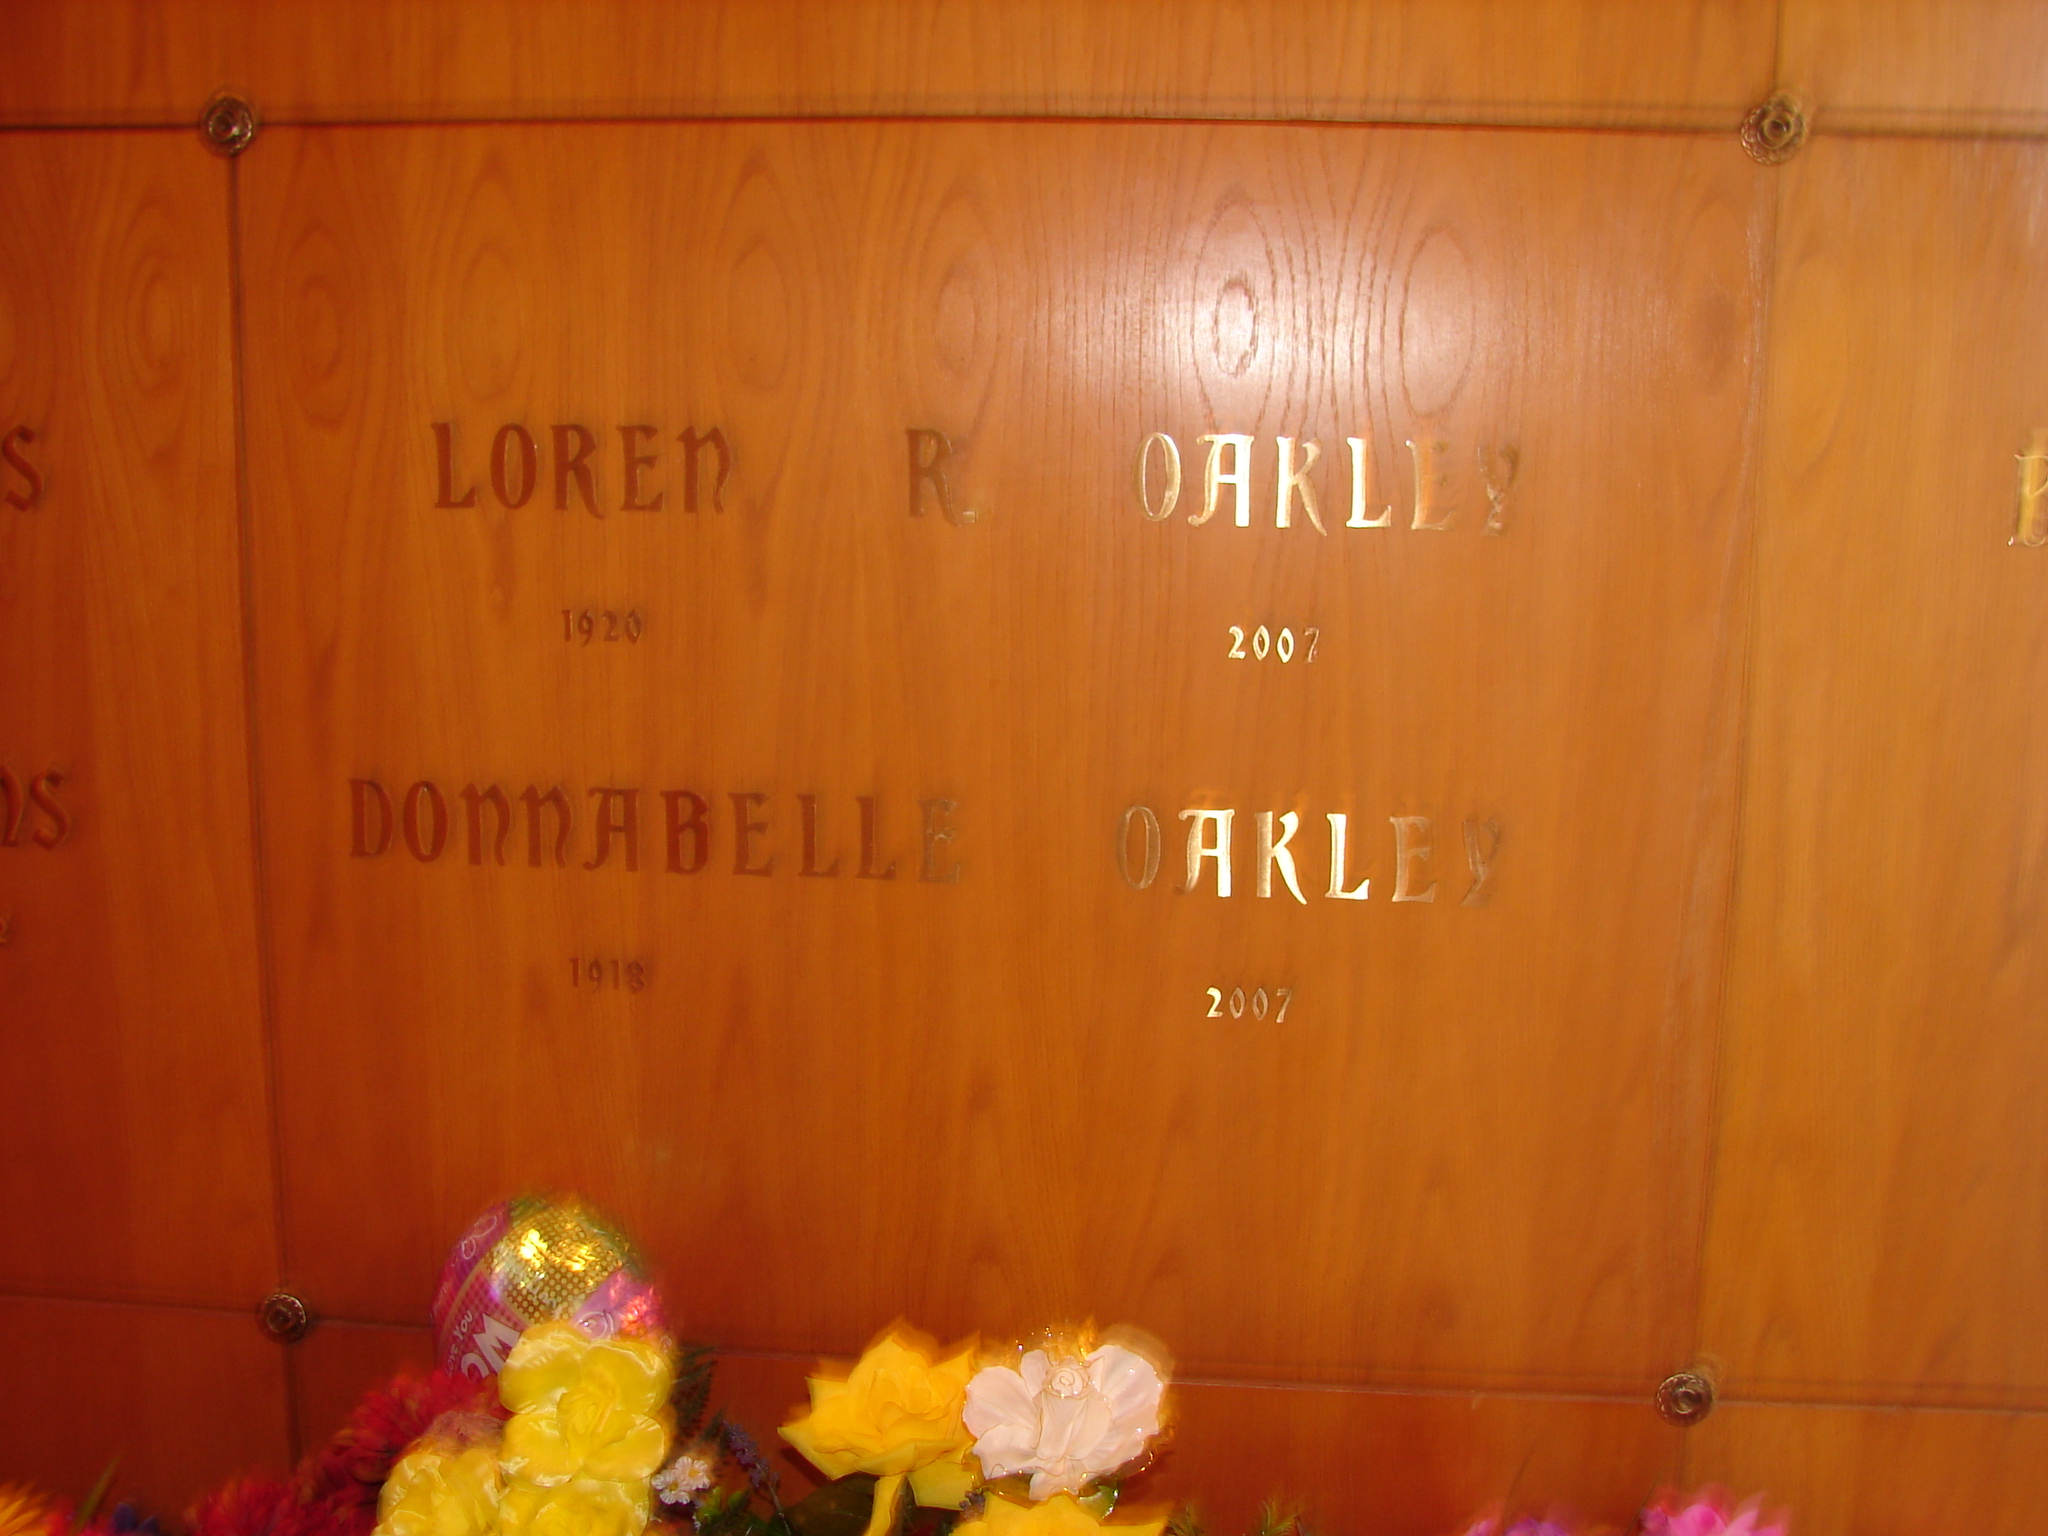 LOREN R. OAKLEY
1920 2007
DONNABELLE OAKLEY
1918 2007